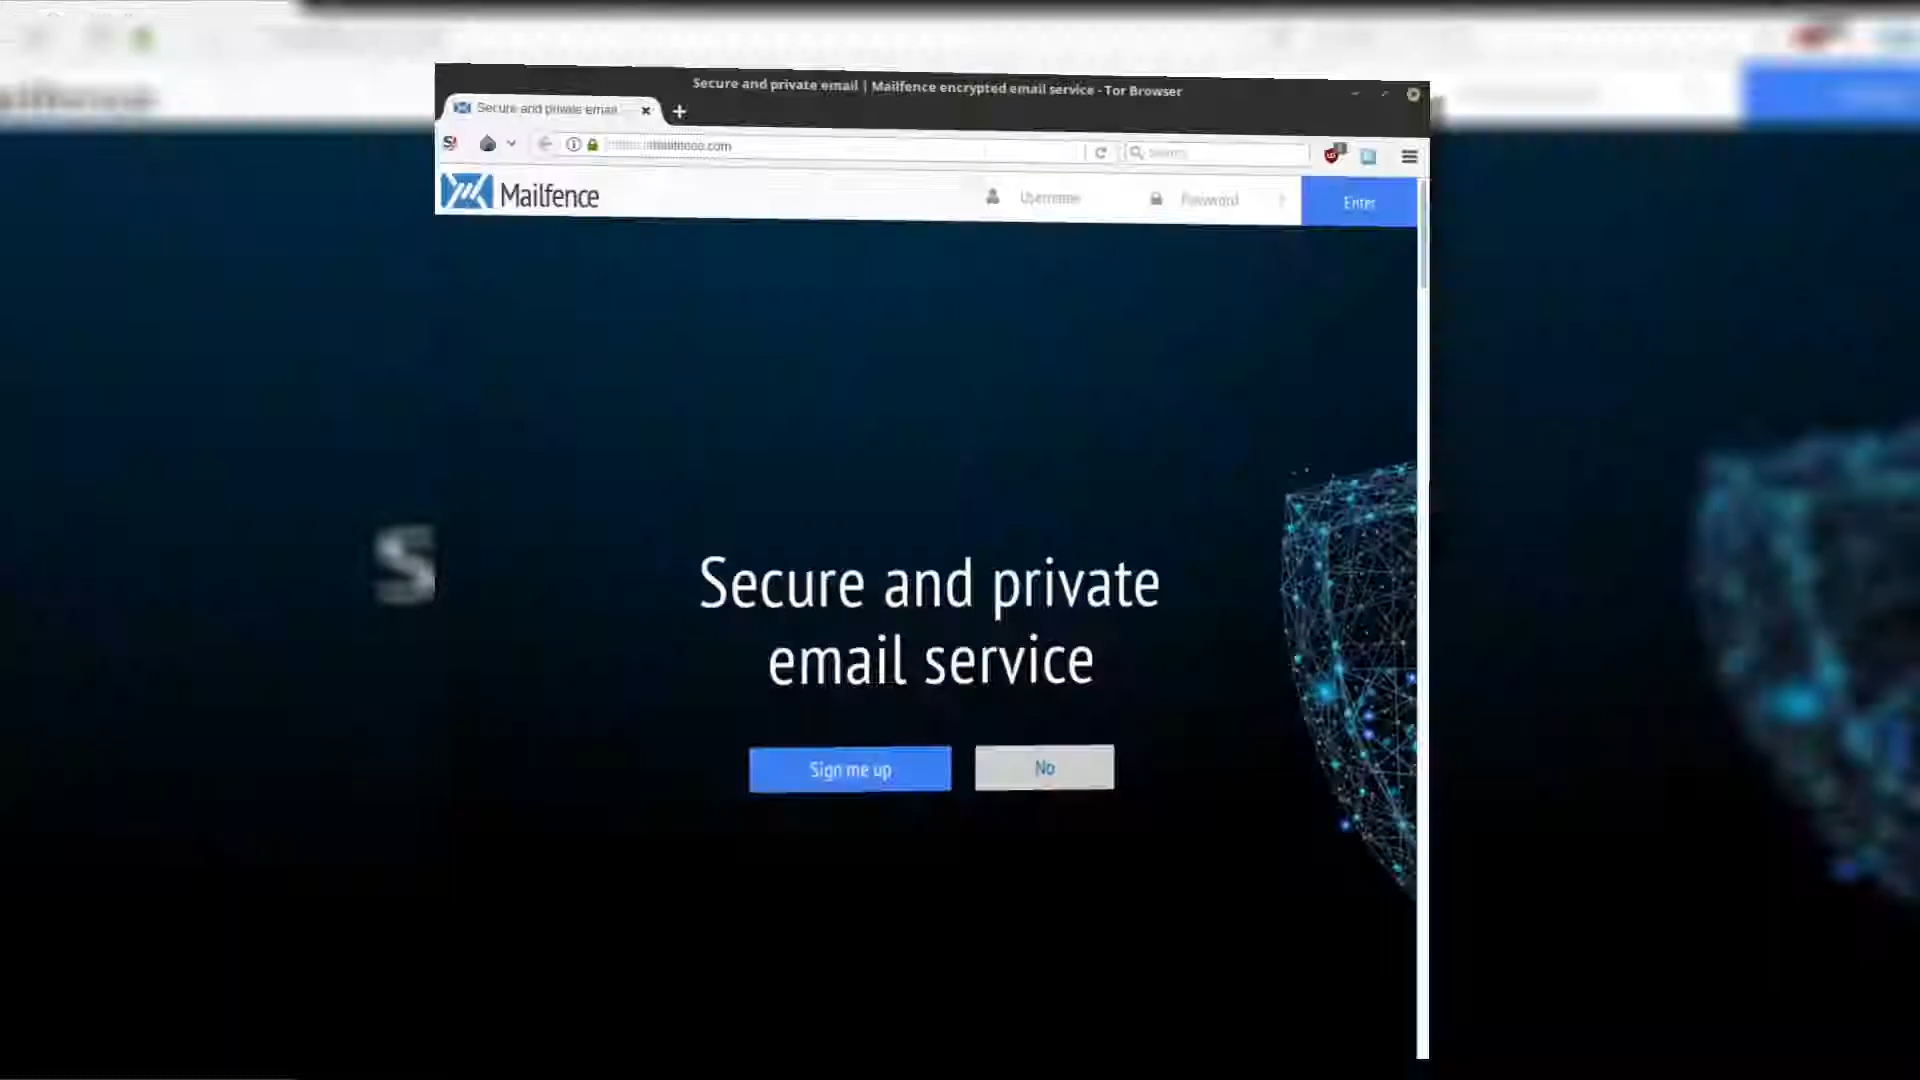 Secure and private email | Mailfence encrypted email service - Tor Browser
Secure and private email
.com
Mailfence
Username
Password
Enter
S
Secure and private
email service
Sign me up
No